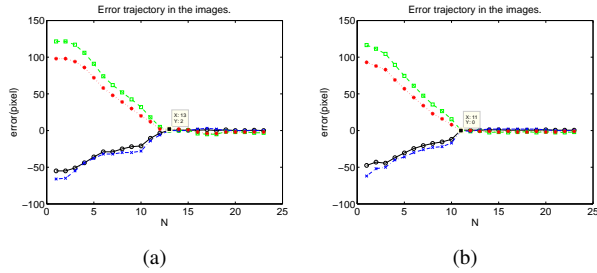 Error trajectory in the images.
150
100
50
0
−50
−100
error(pixel)
X: 13
Y: 2
0
5
10
15
20
25
N
(a)
Error trajectory in the images.
150
100
50
0
−50
−100
error(pixel)
X: 11
Y: 0
0
5
10
15
20
25
N
(b)